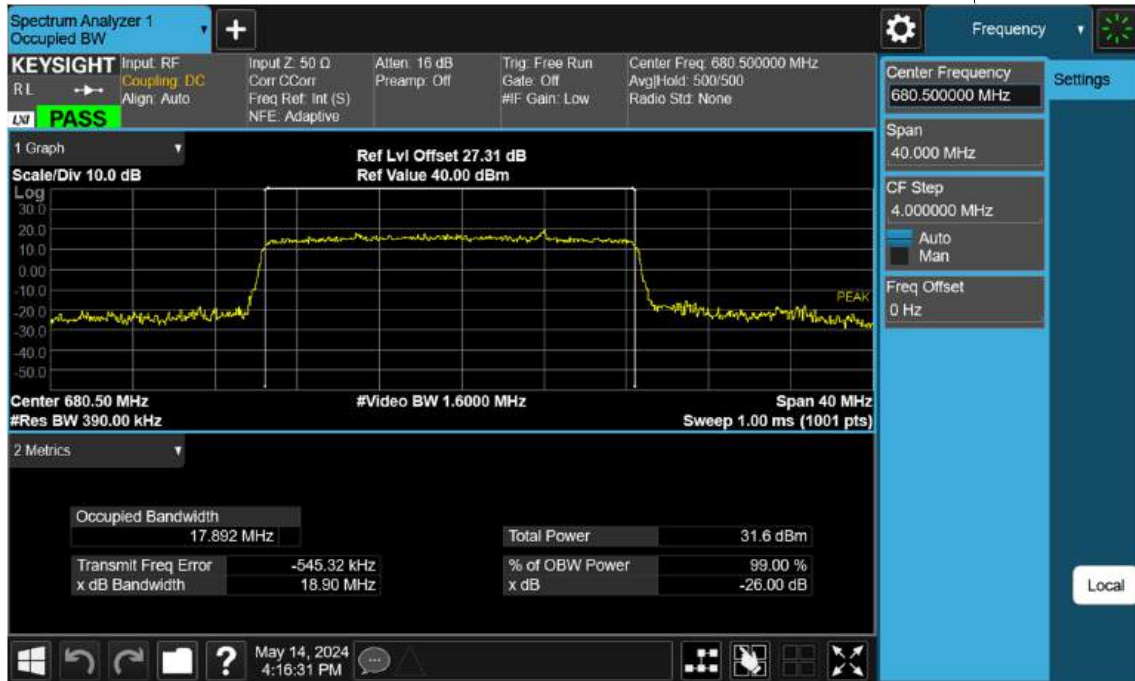 Spectrum Analyzer 1
Occupied BW
+
Frequency
KEYSIGHT
R L
LXI
PASS
Input: RF
Coupling: DC
Align: Auto
Input Z: 50 Ω
Corr CCorr
Freq Ref: Int (S)
NFE: Adaptive
Atten: 16 dB
Preamp: Off
Trig: Free Run
Gate: Off
#IF Gain: Low
Center Freq: 680.500000 MHz
Avg|Hold: 500/500
Radio Std: None
Center Frequency
680.500000 MHz
Settings
Span
40.000 MHz
CF Step
4.000000 MHz
Auto
Man
Freq Offset
0 Hz
Local
1 Graph
Scale/Div 10.0 dB
Ref Lvl Offset 27.31 dB
Ref Value 40.00 dBm
Log
30.0
20.0
10.0
0.00
-10.0
-20.0
-30.0
-40.0
-50.0
PEAK
Center 680.50 MHz
#Video BW 1.6000 MHz
Span 40 MHz
#Res BW 390.00 kHz
Sweep 1.00 ms (1001 pts)
2 Metrics
Occupied Bandwidth
17.892 MHz
Total Power 31.6 dBm
Transmit Freq Error -545.32 kHz
% of OBW Power 99.00 %
x dB Bandwidth 18.90 MHz
x dB -26.00 dB
?
May 14, 2024
4:16:31 PM